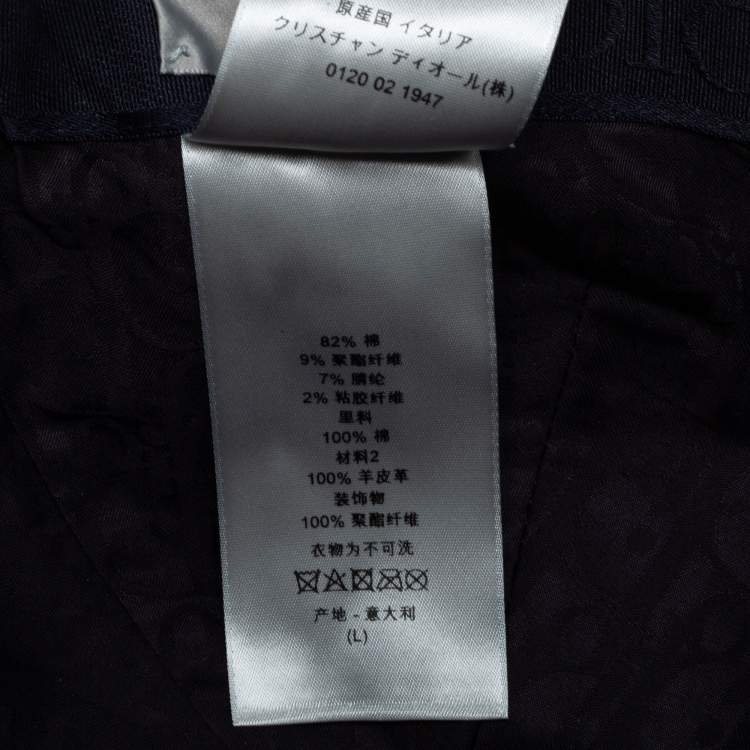 原産国 イタリア
クリスチャン ディオール(株)
0120 02 1947
82% 棉
9% 聚酯纤维
7% 腈纶
2% 粘胶纤维
里料
100% 棉
材料2
100% 羊皮革
装饰物
100% 聚酯纤维
衣物为不可洗
产地 - 意大利
(L)